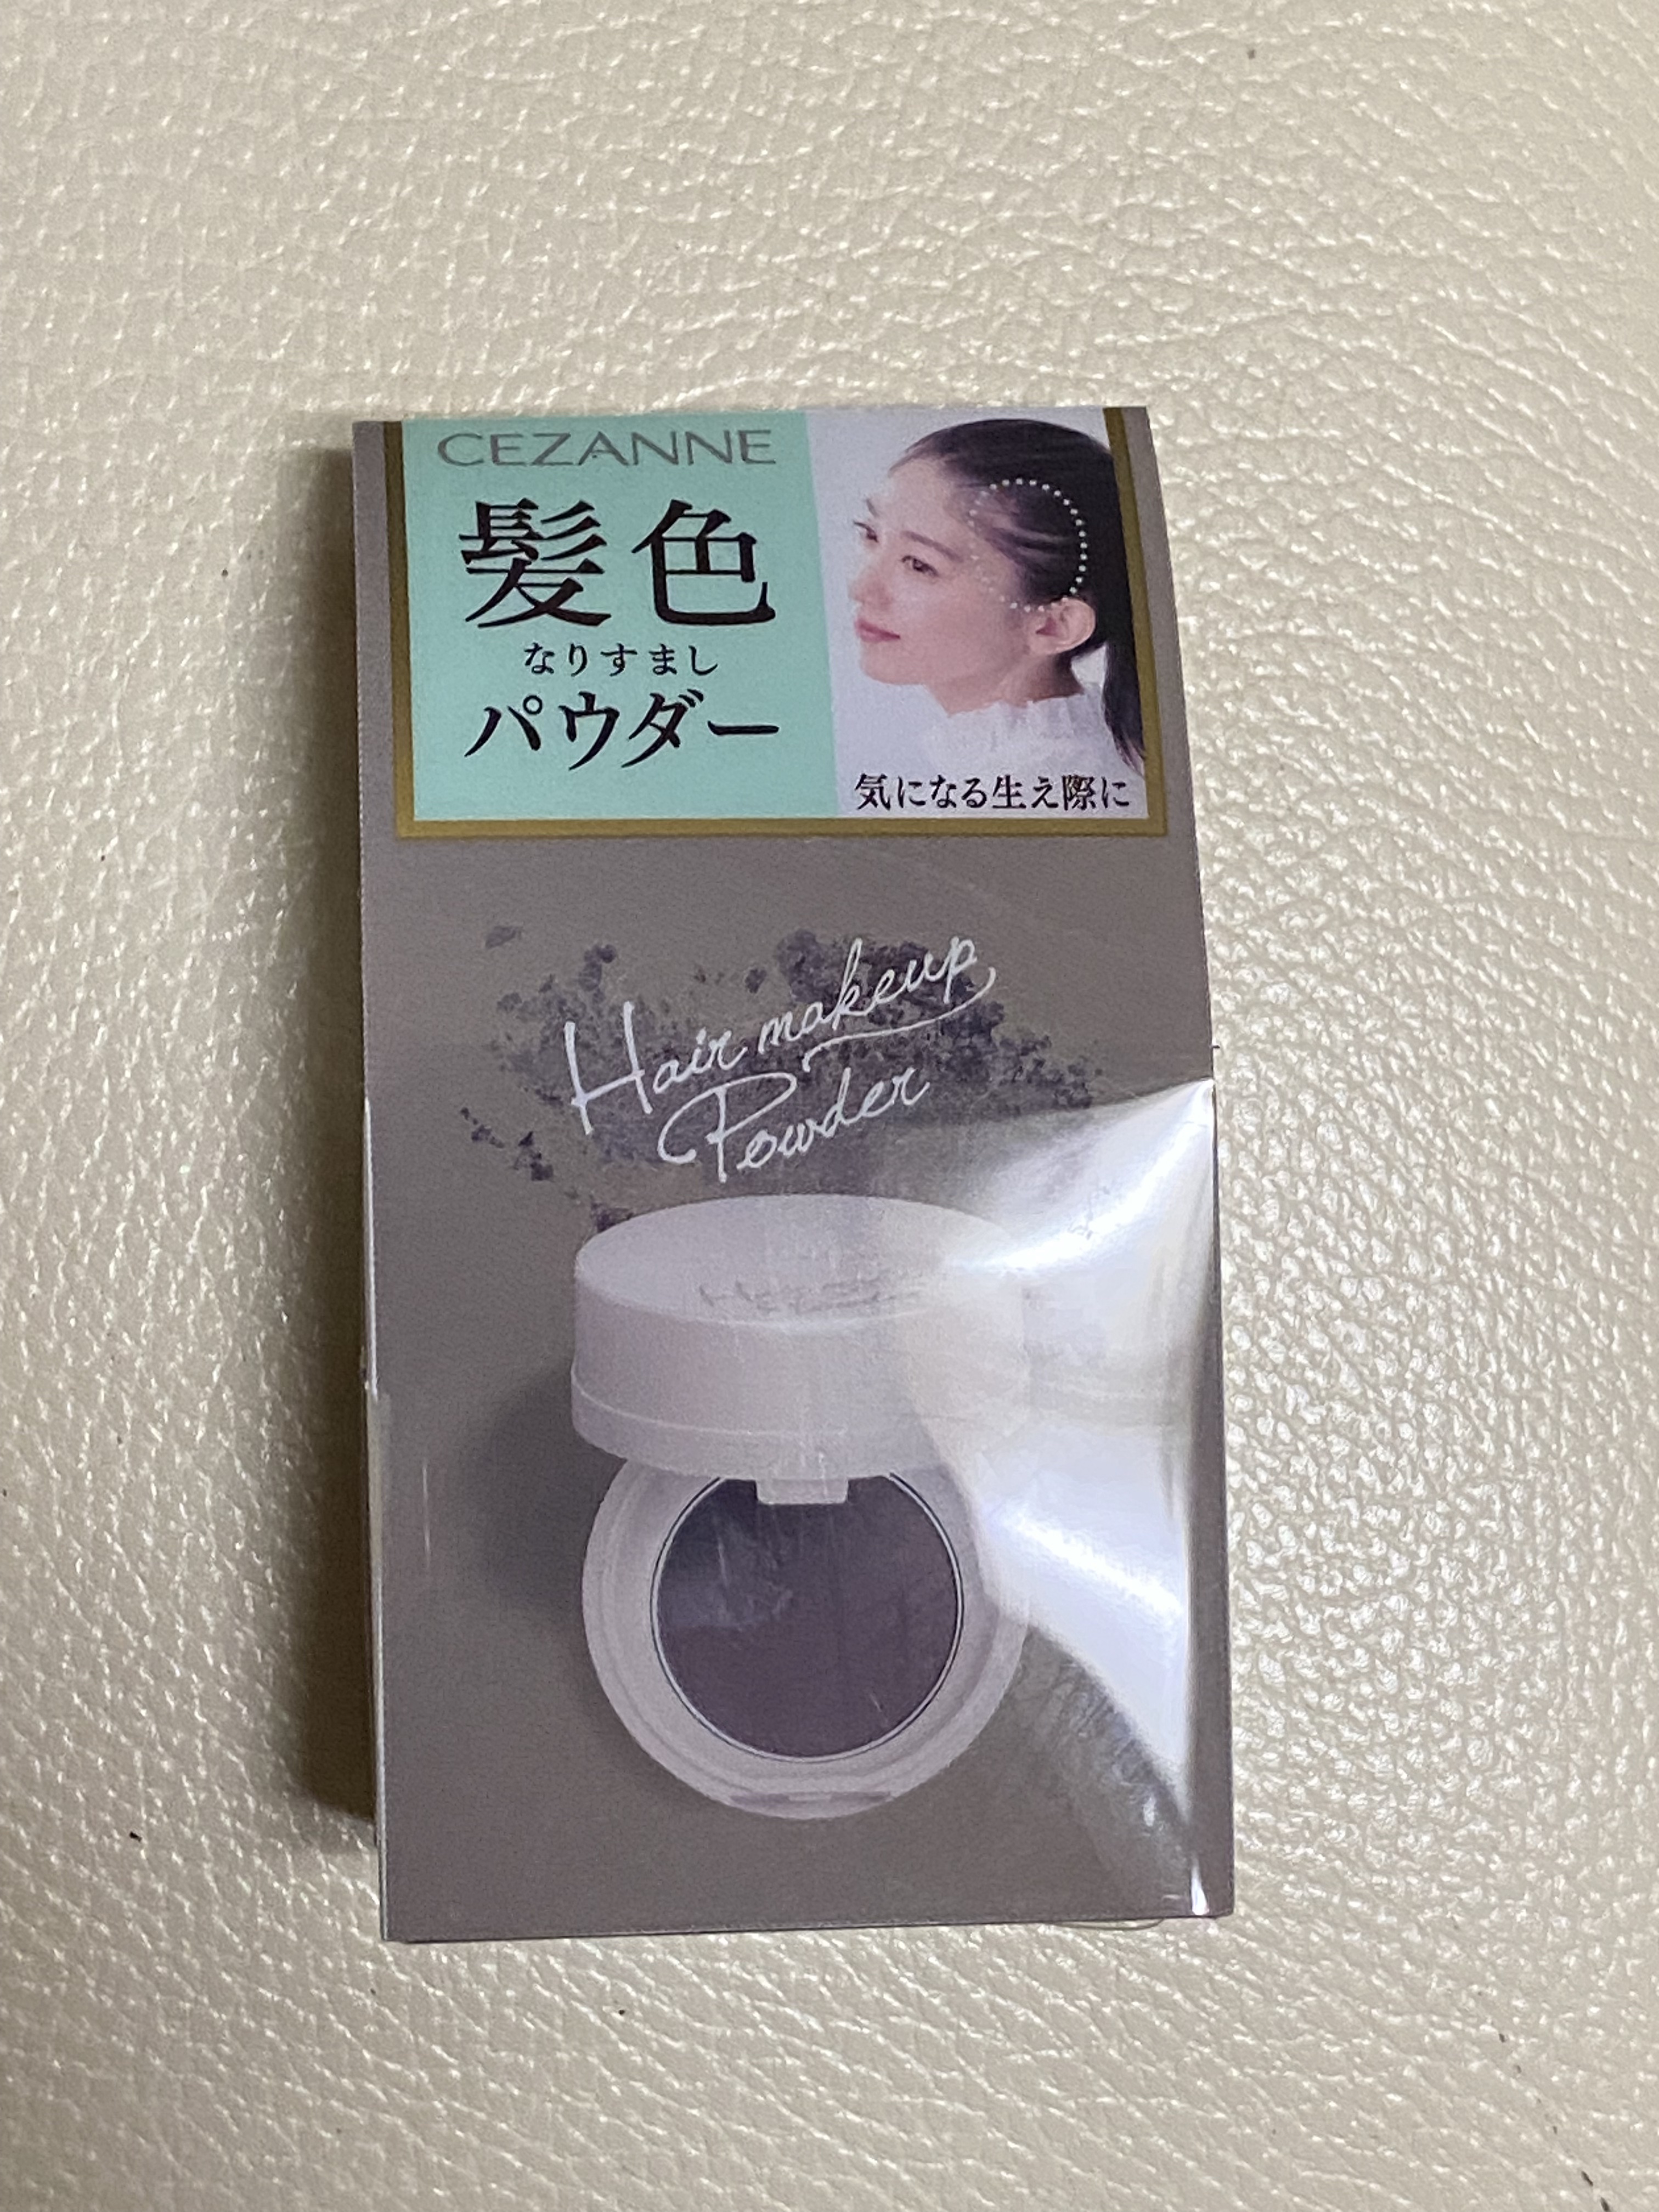 CEZANNE
髪色
なりすまし
パウダー
気になる生え際に
Hair makeup
Powder